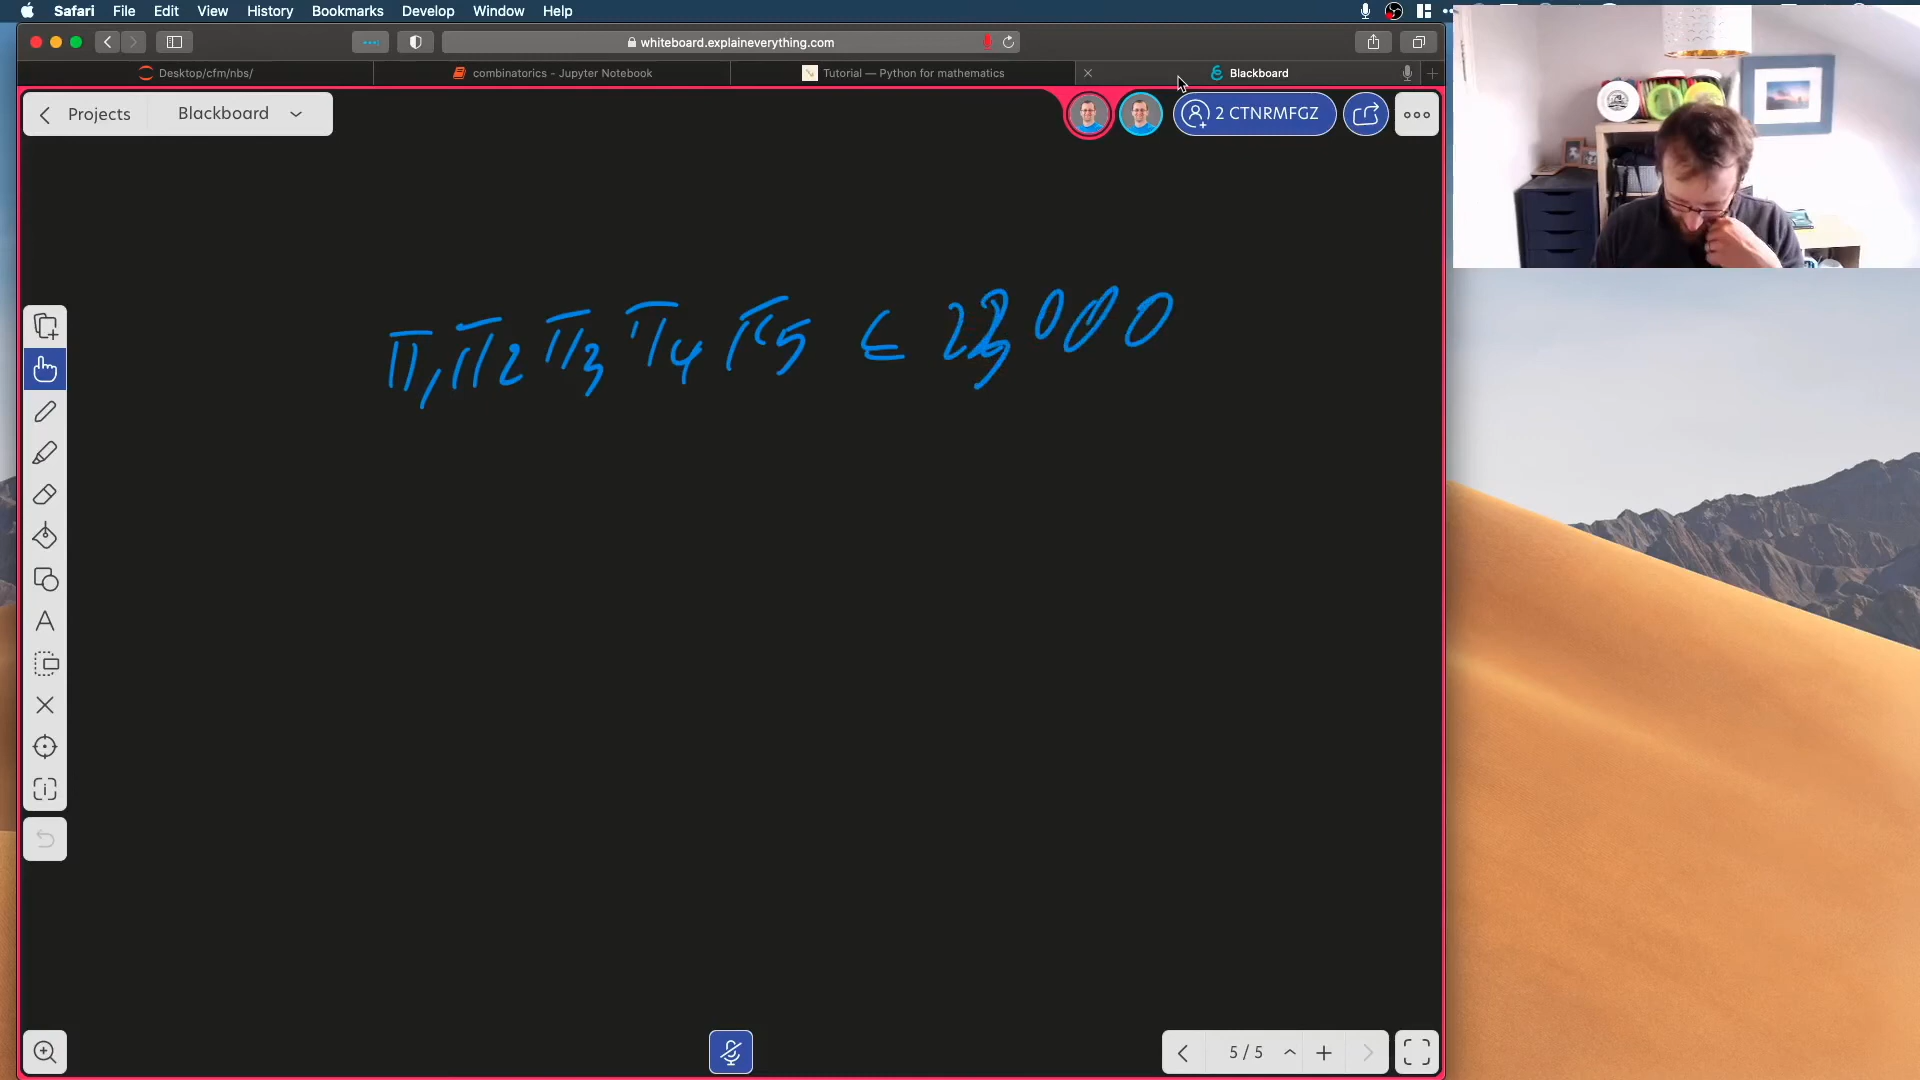 Safari File Edit View History Bookmarks Develop Window Help
whiteboard.explaineverything.com
Desktop/cfm/nbs/ combinatorics - Jupyter Notebook Tutorial — Python for mathematics Blackboard
Projects Blackboard 2 CTNRMFGZ
π1 π2 π3 π4 π5 ≤ 000
5 / 5